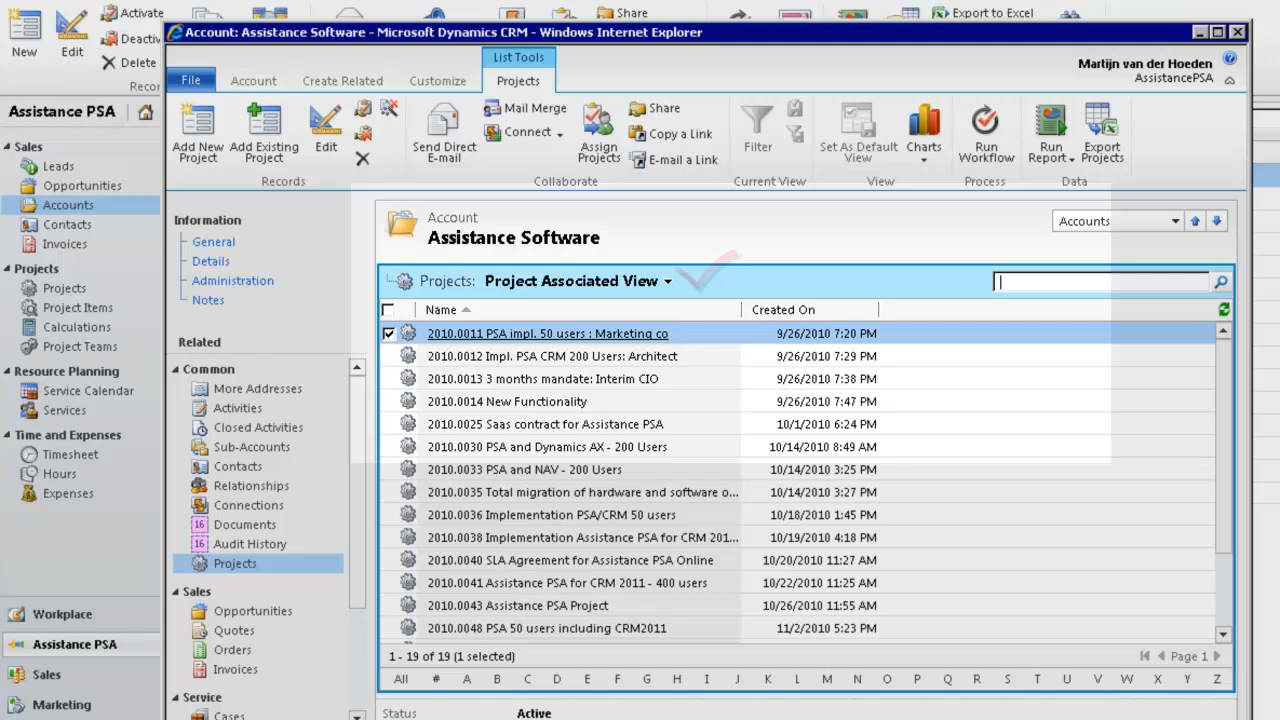 Activate
Share
Export to Excel
New
Edit
Deactiv
Delete
Recor
Account: Assistance Software - Microsoft Dynamics CRM - Windows Internet Explorer
List Tools
File
Account
Create Related
Customize
Projects
Martijn van der Hoeden
AssistancePSA
Assistance PSA
Add New Project
Add Existing Project
Edit
Send Direct E-mail
Mail Merge
Connect
Assign Projects
Share
Copy a Link
E-mail a Link
Filter
Set As Default View
Charts
Run Workflow
Run Report
Export Projects
Records
Collaborate
Current View
View
Process
Data
Sales
Leads
Opportunities
Accounts
Contacts
Invoices
Projects
Projects
Project Items
Calculations
Project Teams
Resource Planning
Service Calendar
Services
Time and Expenses
Timesheet
Hours
Expenses
Workplace
Assistance PSA
Sales
Marketing
Information
General
Details
Administration
Notes
Related
Common
More Addresses
Activities
Closed Activities
Sub-Accounts
Contacts
Relationships
Connections
16 Documents
16 Audit History
Projects
Sales
Opportunities
Quotes
Orders
Invoices
Service
Cases
Account
Assistance Software
Accounts
Projects: Project Associated View
Name Created On
2010.0011 PSA impl. 50 users : Marketing co 9/26/2010 7:20 PM
2010.0012 Impl. PSA CRM 200 Users: Architect 9/26/2010 7:29 PM
2010.0013 3 months mandate: Interim CIO 9/26/2010 7:38 PM
2010.0014 New Functionality 9/26/2010 7:47 PM
2010.0025 Saas contract for Assistance PSA 10/1/2010 6:24 PM
2010.0030 PSA and Dynamics AX - 200 Users 10/14/2010 8:49 AM
2010.0033 PSA and NAV - 200 Users 10/14/2010 3:25 PM
2010.0035 Total migration of hardware and software o... 10/14/2010 3:27 PM
2010.0036 Implementation PSA/CRM 50 users 10/18/2010 1:45 PM
2010.0038 Implementation Assistance PSA for CRM 201... 10/19/2010 4:18 PM
2010.0040 SLA Agreement for Assistance PSA Online 10/20/2010 11:27 AM
2010.0041 Assistance PSA for CRM 2011 - 400 users 10/22/2010 11:25 AM
2010.0043 Assistance PSA Project 10/26/2010 11:55 AM
2010.0048 PSA 50 users including CRM2011 11/2/2010 5:23 PM
1 - 19 of 19 (1 selected)
Page 1
All # A B C D E F G H I J K L M N O P Q R S T U V W X Y Z
Status Active